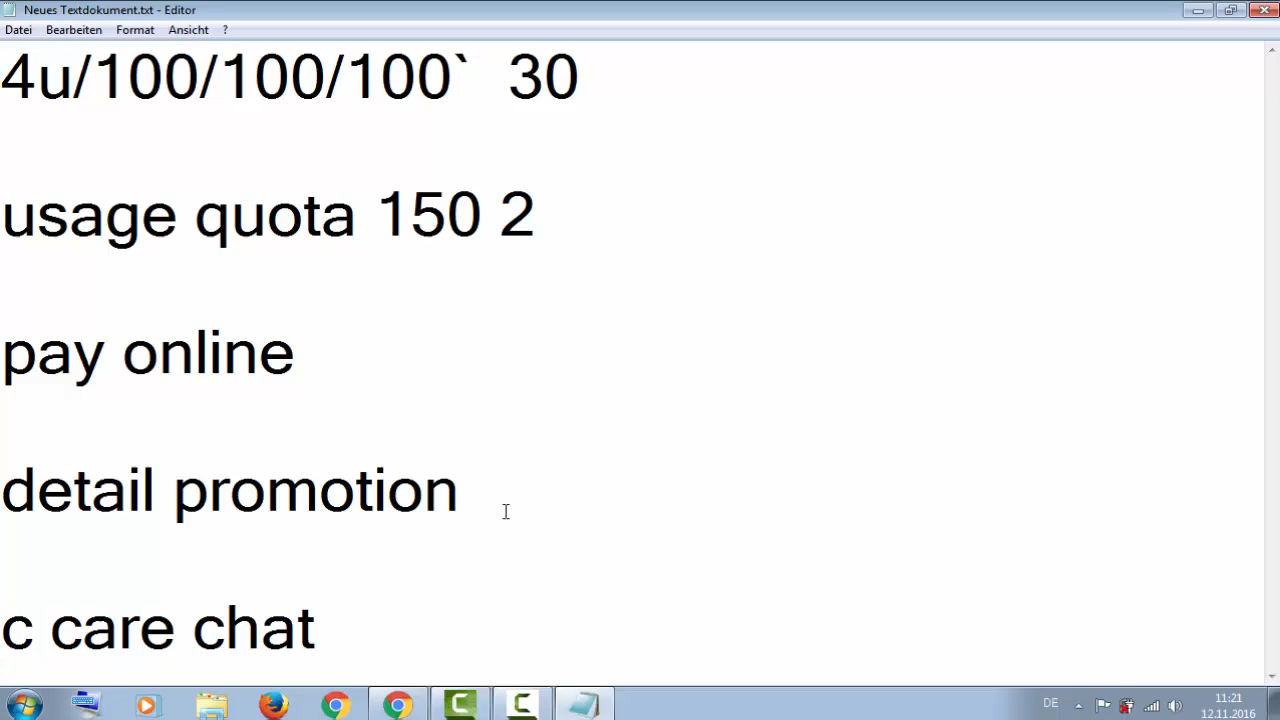 Neues Textdokument.txt - Editor
Datei Bearbeiten Format Ansicht ?
4u/100/100/100` 30
usage quota 150 2
pay online
detail promotion
c care chat
DE 11:21
12.11.2016